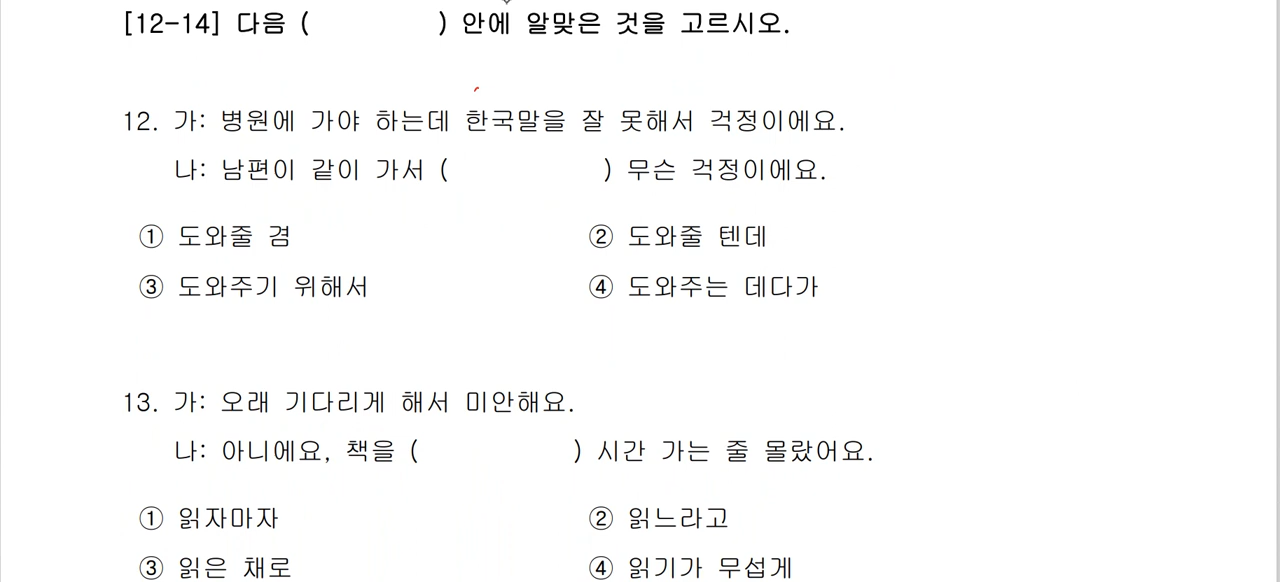 [12-14] 다음 (            ) 안에 알맞은 것을 고르시오.
12. 가: 병원에 가야 하는데 한국말을 잘 못해서 걱정이에요.
나: 남편이 같이 가서 (            ) 무슨 걱정이에요.
① 도와줄 겸 ② 도와줄 텐데
③ 도와주기 위해서 ④ 도와주는 데다가
13. 가: 오래 기다리게 해서 미안해요.
나: 아니에요, 책을 (            ) 시간 가는 줄 몰랐어요.
① 읽자마자 ② 읽느라고
③ 읽은 채로 ④ 읽기가 무섭게